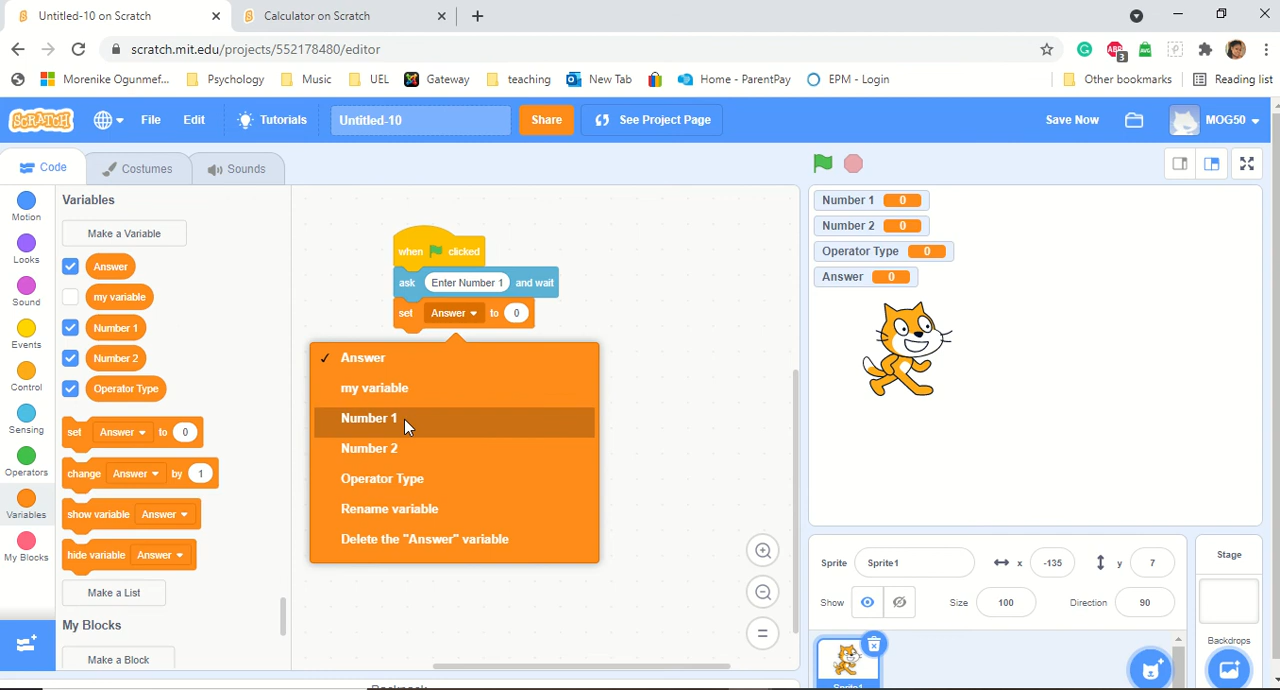 Untitled-10 on Scratch
Calculator on Scratch
scratch.mit.edu/projects/552178480/editor
ABP
3
AVG
Morenike Ogunmef...
Psychology
Music
UEL
Gateway
teaching
New Tab
Home - ParentPay
EPM - Login
Other bookmarks
Reading list
SCRATCH
File
Edit
Tutorials
Untitled-10
Share
See Project Page
Save Now
MOG50
Code
Costumes
Sounds
Motion
Looks
Sound
Events
Control
Sensing
Operators
Variables
My Blocks
Variables
Make a Variable
Answer
my variable
Number 1
Number 2
Operator Type
set Answer to 0
change Answer by 1
show variable Answer
hide variable Answer
Make a List
My Blocks
Make a Block
when clicked
ask Enter Number 1 and wait
set Answer to 0
✓ Answer
my variable
Number 1
Number 2
Operator Type
Rename variable
Delete the "Answer" variable
Number 1 0
Number 2 0
Operator Type 0
Answer 0
Sprite Sprite1 x -135 y 7
Show Size 100 Direction 90
Sprite1
Stage
Backdrops
Backpack